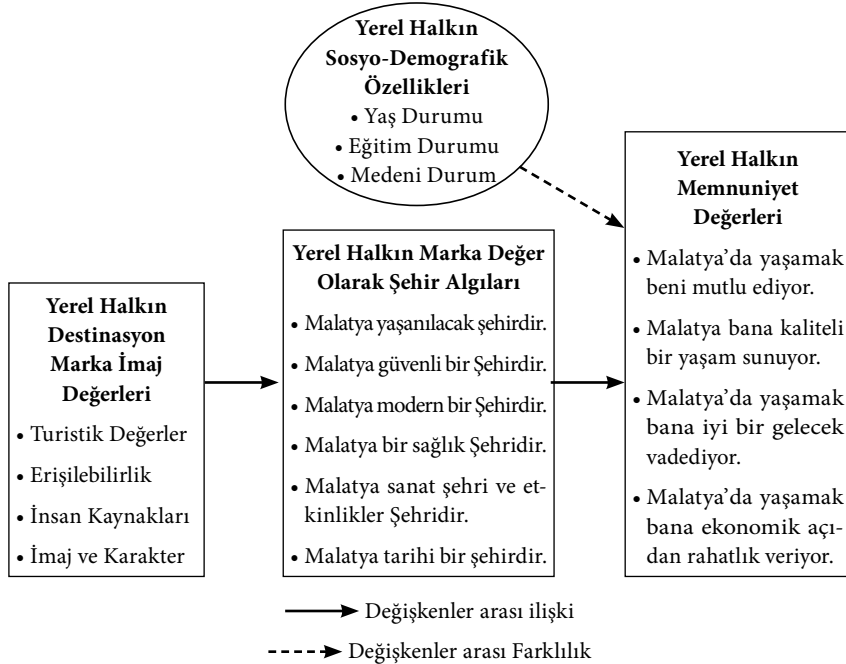 Yerel Halkın
Sosyo-Demografik
Özellikleri
• Yaş Durumu
• Eğitim Durumu
• Medeni Durum
Yerel Halkın
Destinasyon
Marka İmaj
Değerleri
• Turistik Değerler
• Erişilebilirlik
• İnsan Kaynakları
• İmaj ve Karakter
Yerel Halkın Marka Değer
Olarak Şehir Algıları
• Malatya yaşanılacak şehirdir.
• Malatya güvenli bir Şehirdir.
• Malatya modern bir Şehirdir.
• Malatya bir sağlık Şehridir.
• Malatya sanat şehri ve et-
kinlikler Şehridir.
• Malatya tarihi bir şehirdir.
Yerel Halkın
Memnuniyet
Değerleri
• Malatya’da yaşamak
beni mutlu ediyor.
• Malatya bana kaliteli
bir yaşam sunuyor.
• Malatya’da yaşamak
bana iyi bir gelecek
vadediyor.
• Malatya’da yaşamak
bana ekonomik açı-
dan rahatlık veriyor.
Değişkenler arası ilişki
Değişkenler arası Farklılık